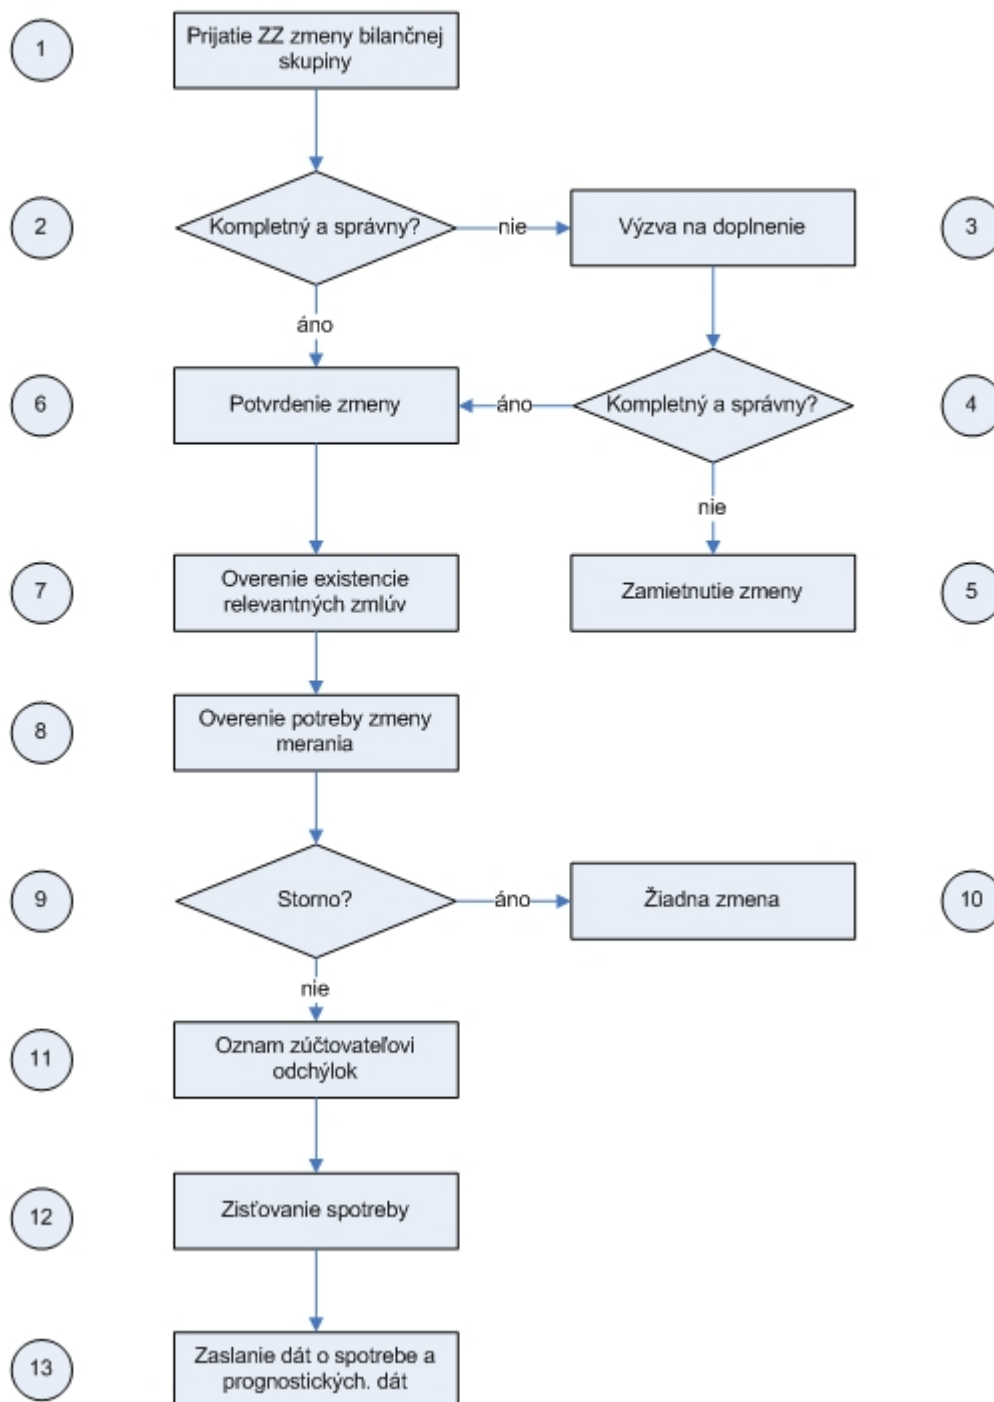 1
Prijatie ZZ zmeny bilančnej
skupiny
2
Kompletný a správny?
nie
Výzva na doplnenie
3
áno
6
Potvrdenie zmeny
áno
Kompletný a správny?
4
nie
7
Overenie existencie
relevantných zmlúv
Zamietnutie zmeny
5
8
Overenie potreby zmeny
merania
9
Storno?
áno
Žiadna zmena
10
nie
11
Oznam zúčtovateľovi
odchýlok
12
Zisťovanie spotreby
13
Zaslanie dát o spotrebe a
prognostických. dát